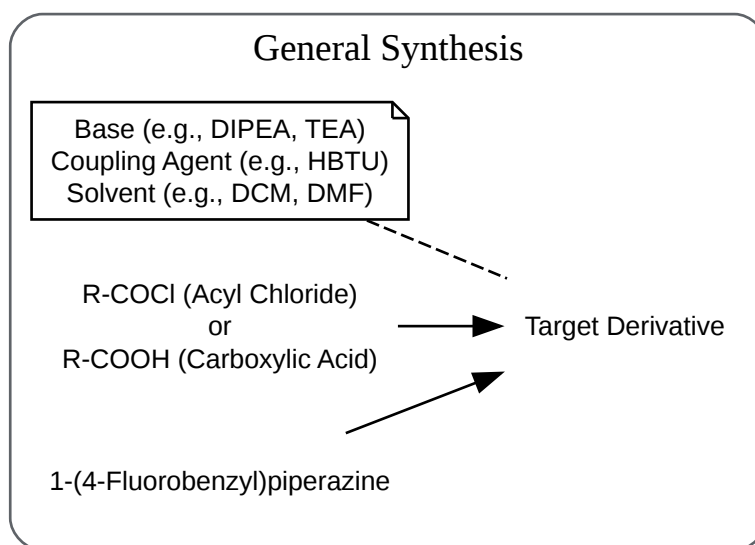 General Synthesis
Base (e.g., DIPEA, TEA)
Coupling Agent (e.g., HBTU)
Solvent (e.g., DCM, DMF)
R-COCl (Acyl Chloride)
or
R-COOH (Carboxylic Acid)
Target Derivative
1-(4-Fluorobenzyl)piperazine